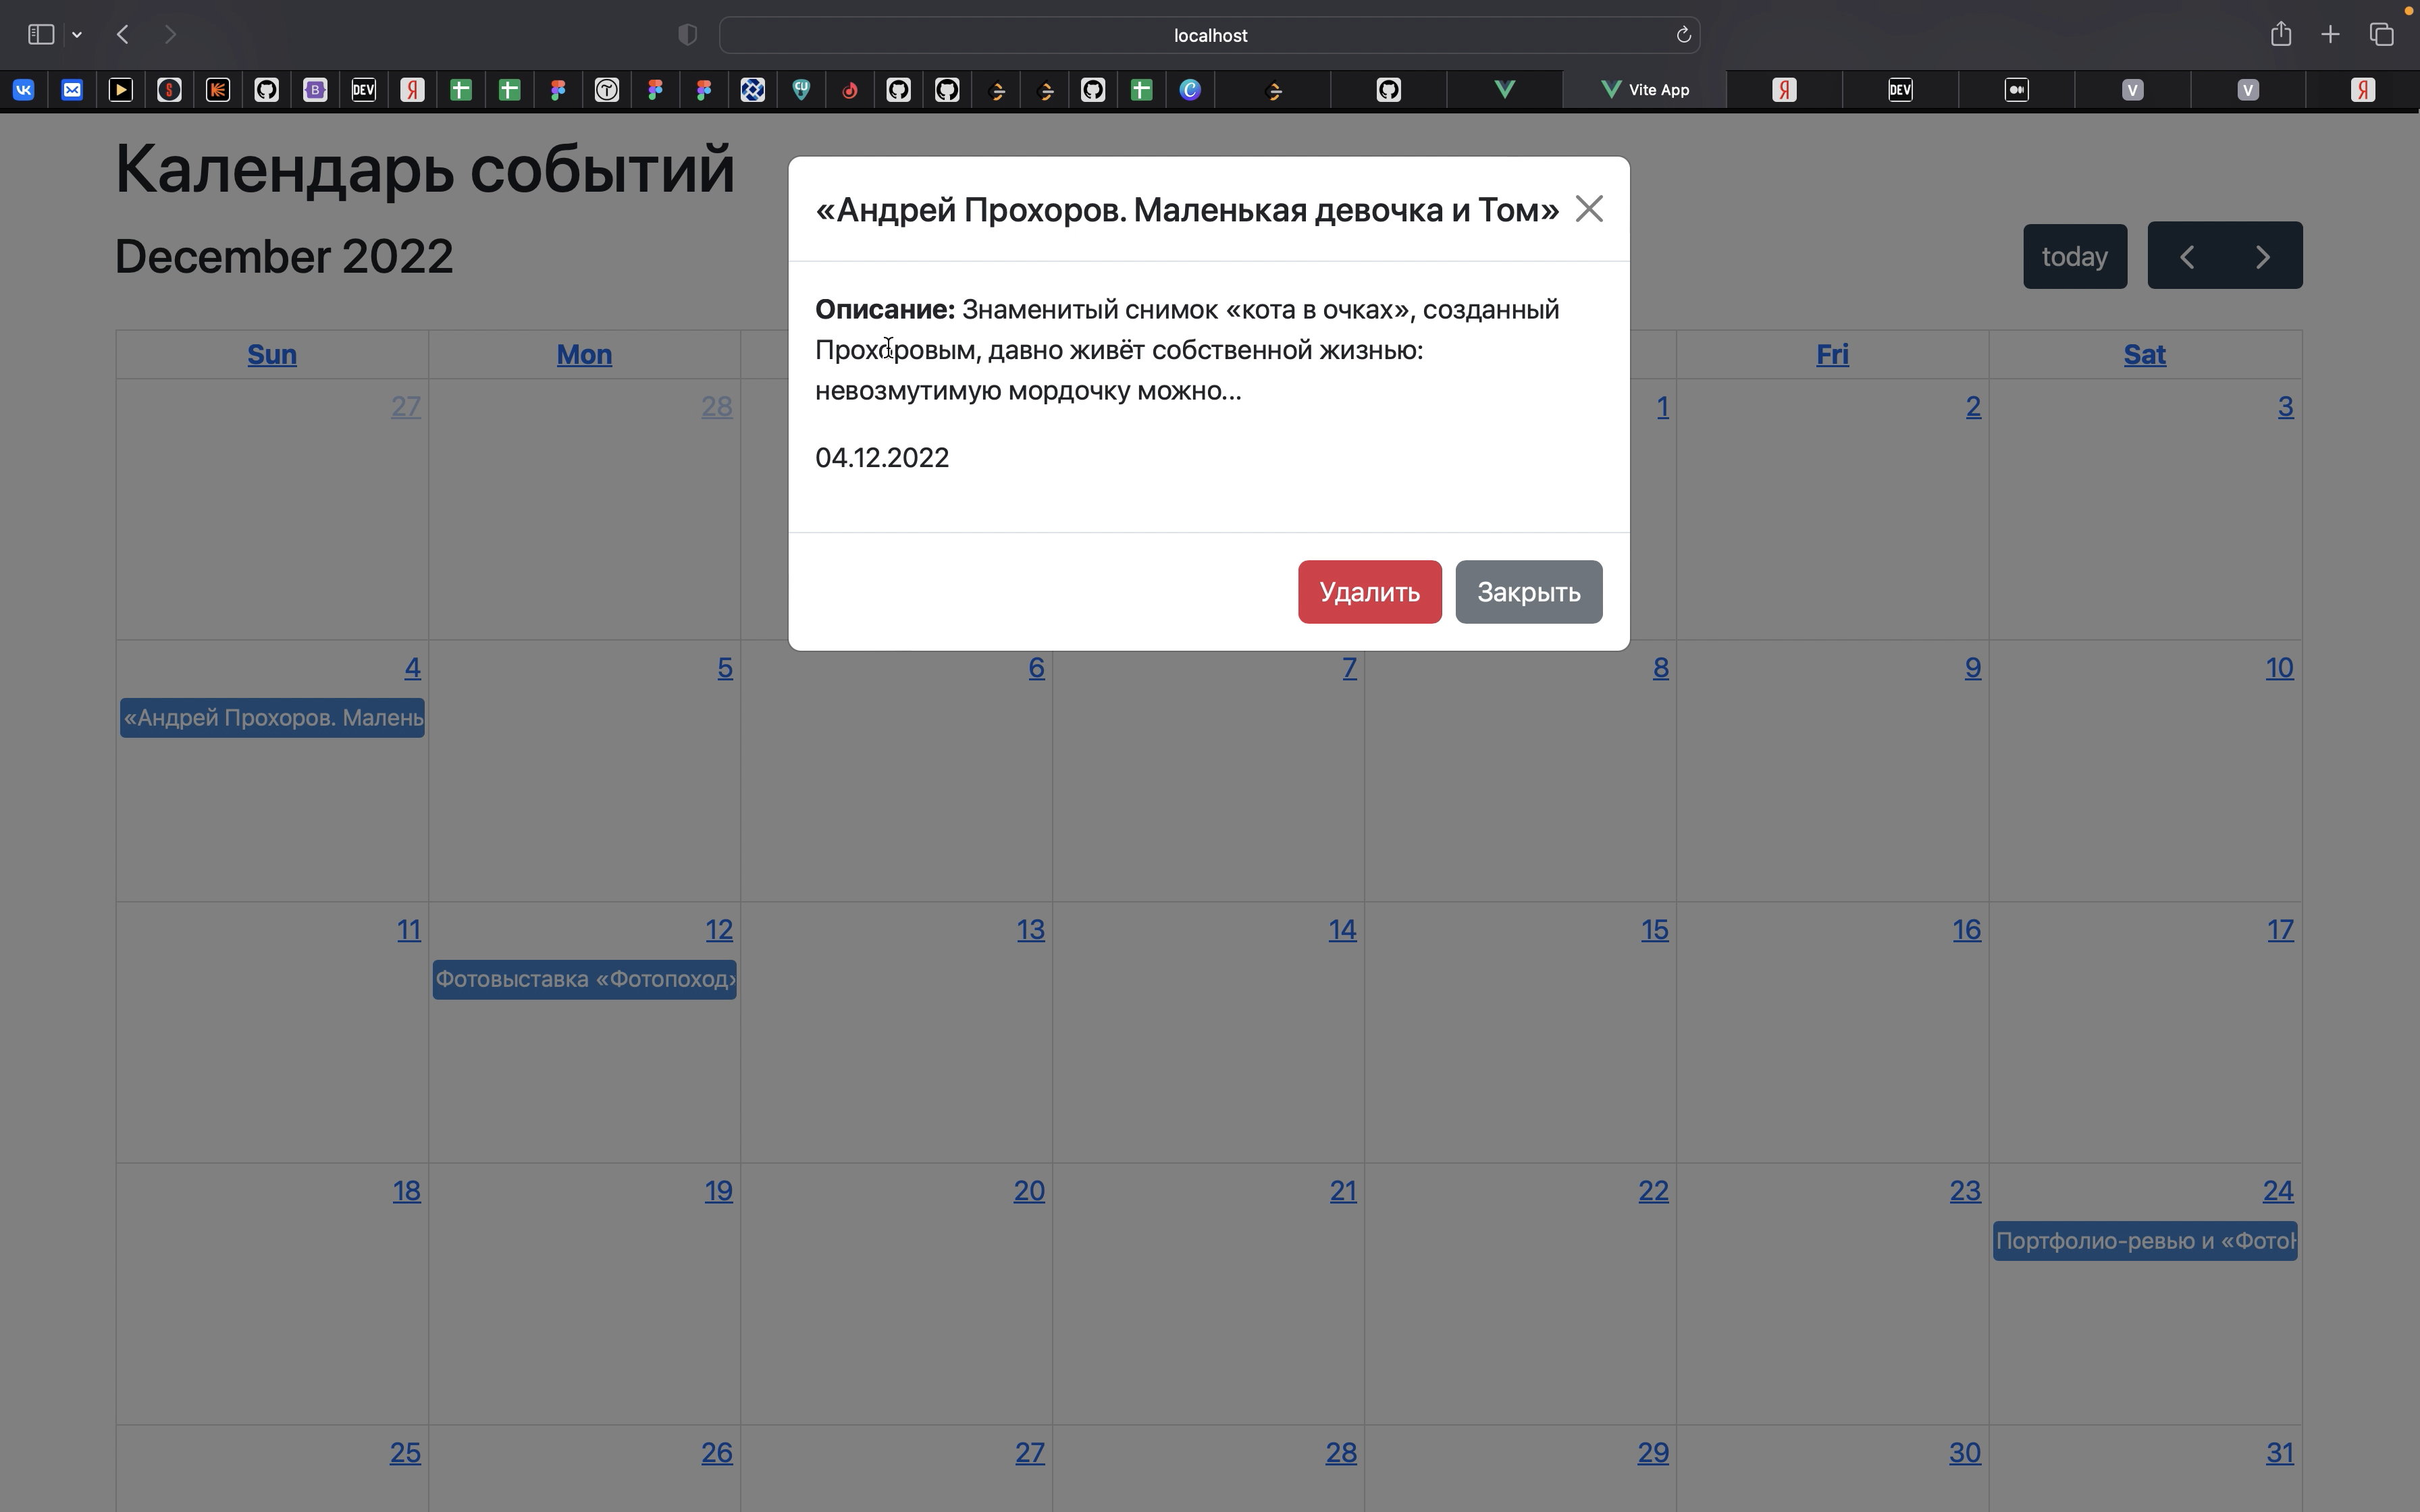 localhost
Vite App
Календарь событий
December 2022
today
«Андрей Прохоров. Маленькая девочка и Том»
Описание: Знаменитый снимок «кота в очках», созданный
Прохоровым, давно живёт собственной жизнью:
невозмутимую мордочку можно...
04.12.2022
Удалить Закрыть
Sun Mon Fri Sat
27 28 1 2 3
4 5 6 7 8 9 10
«Андрей Прохоров. Малень
11 12 13 14 15 16 17
Фотовыставка «Фотопоход»
18 19 20 21 22 23 24
Портфолио-ревью и «Фото
25 26 27 28 29 30 31